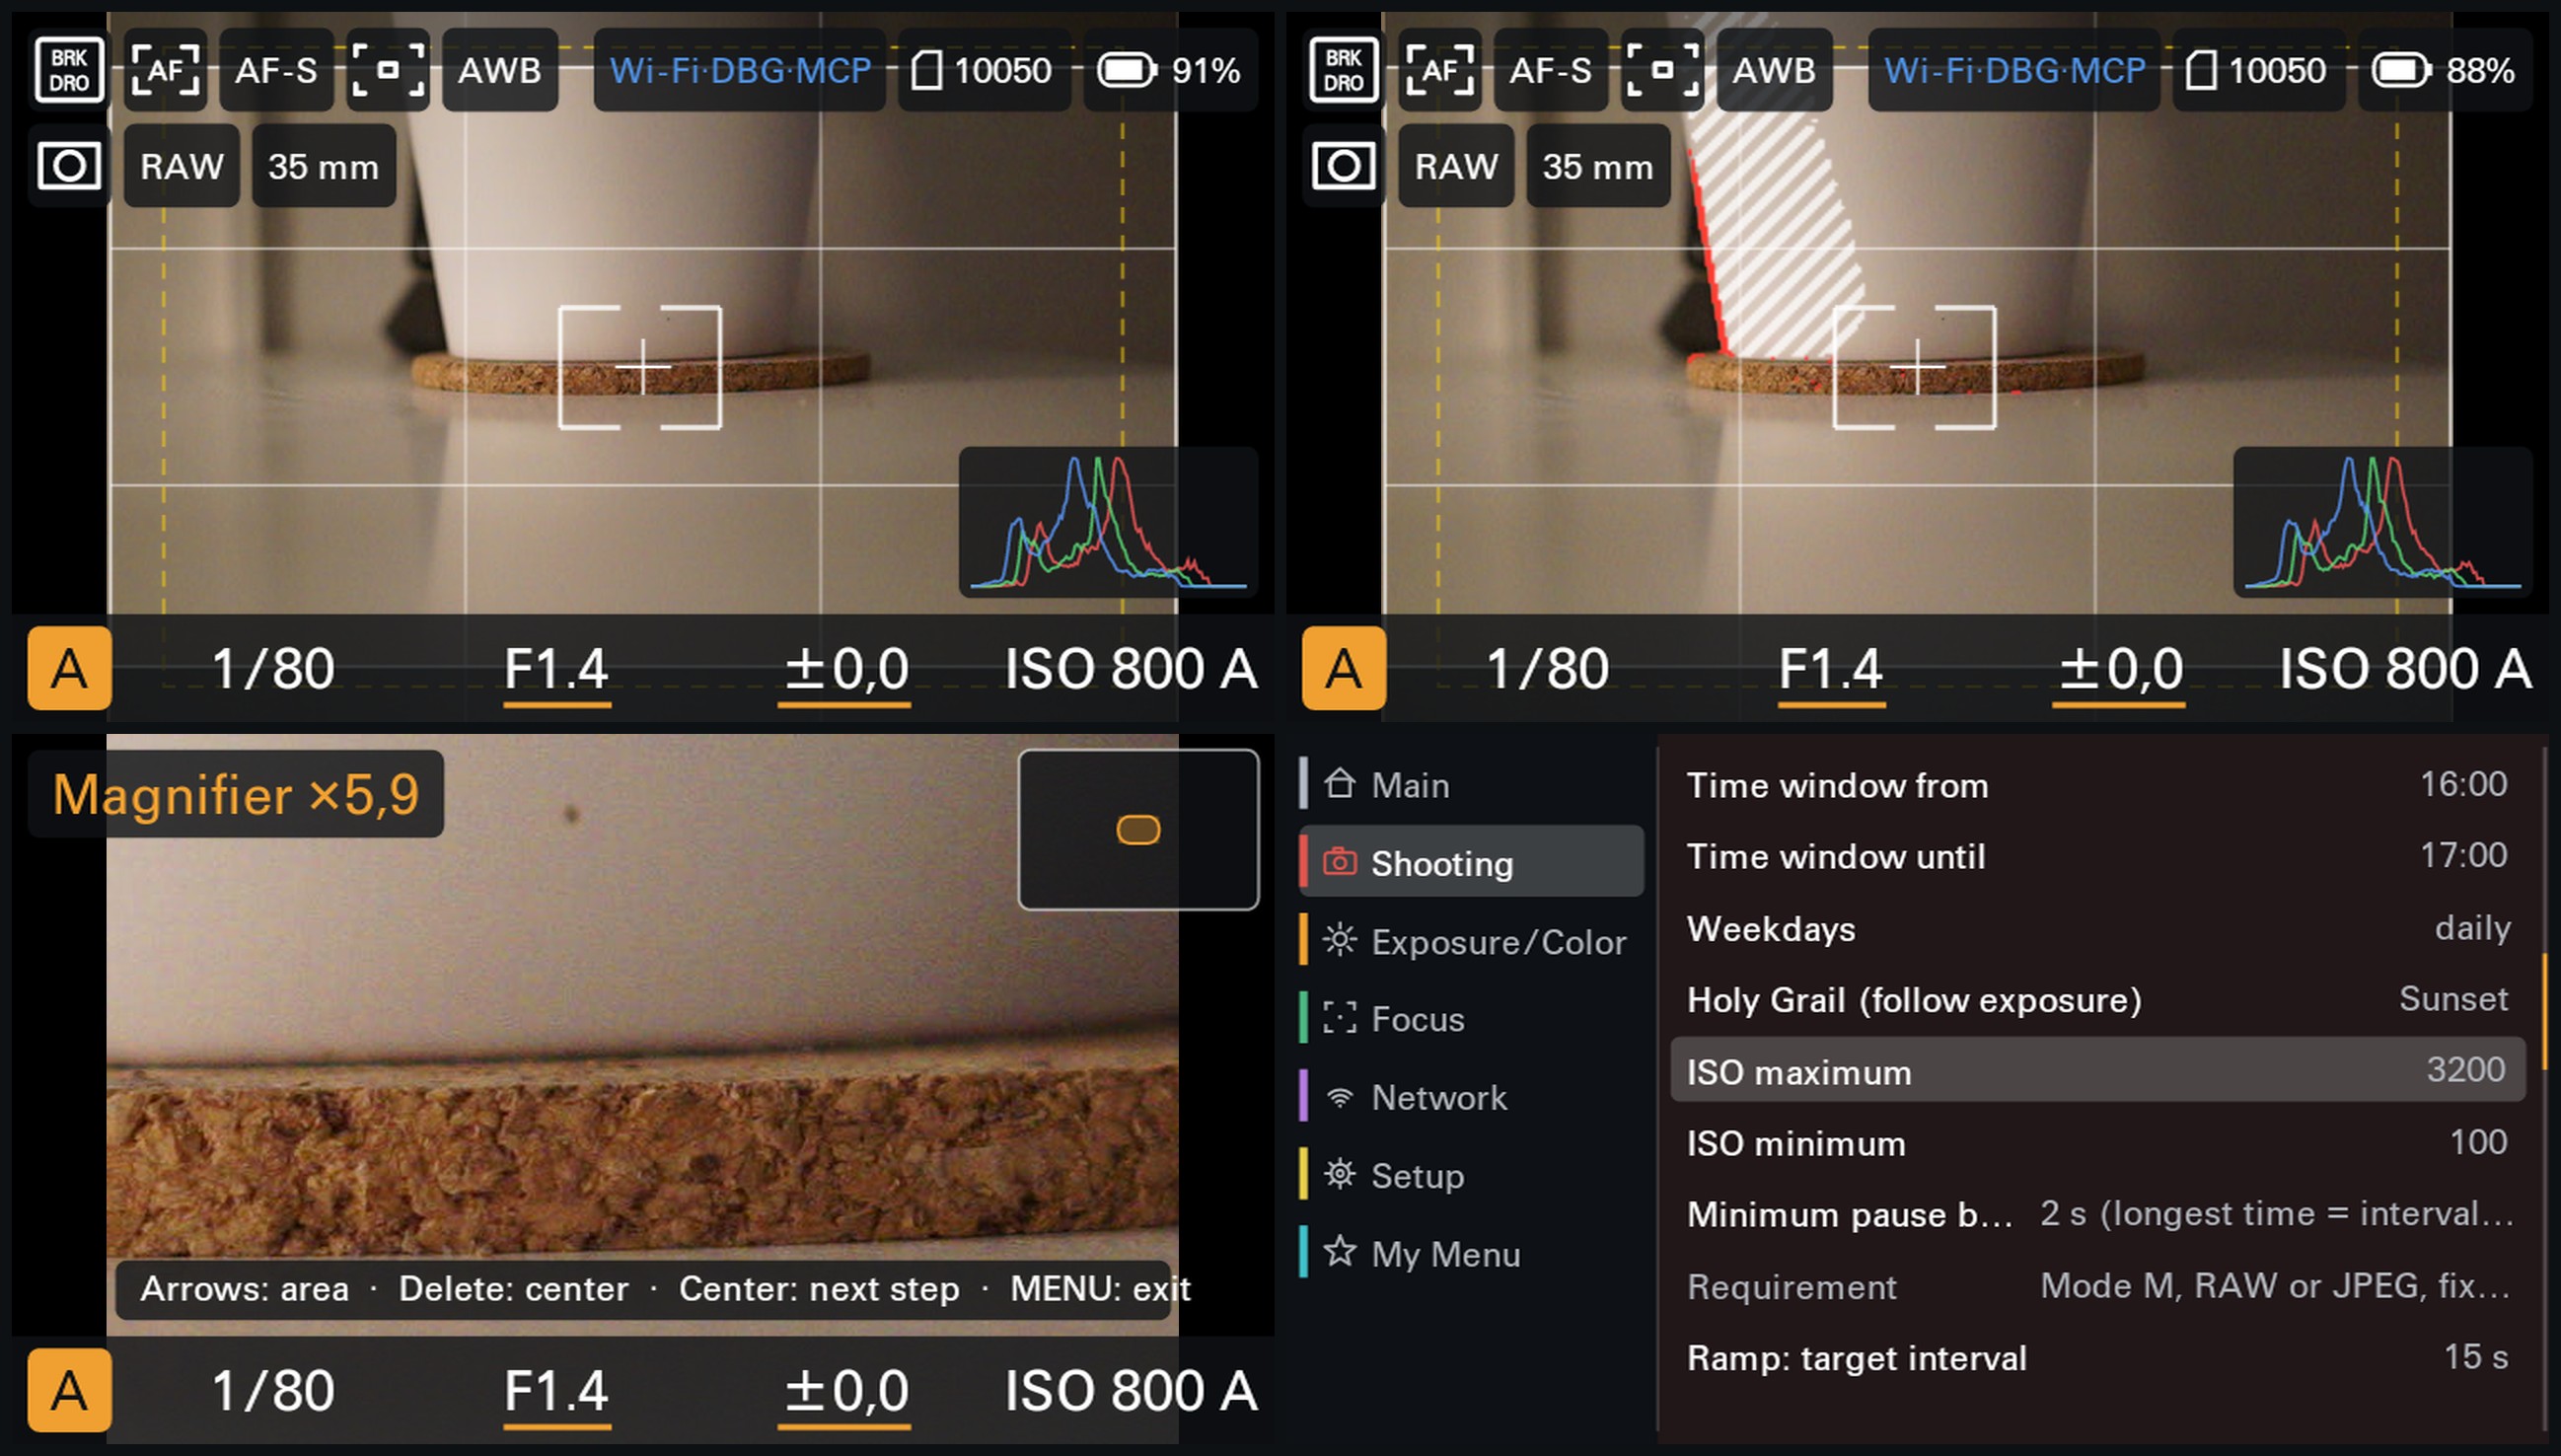 BRK DRO AF AF-S AWB Wi-Fi·DBG·MCP 10050 91%
RAW 35 mm
A 1/80 F1.4 ±0,0 ISO 800 A
BRK DRO AF AF-S AWB Wi-Fi·DBG·MCP 10050 88%
RAW 35 mm
A 1/80 F1.4 ±0,0 ISO 800 A
Magnifier ×5,9
Arrows: area · Delete: center · Center: next step · MENU: exit
A 1/80 F1.4 ±0,0 ISO 800 A
Main
Shooting
Exposure/Color
Focus
Network
Setup
My Menu
Time window from 16:00
Time window until 17:00
Weekdays daily
Holy Grail (follow exposure) Sunset
ISO maximum 3200
ISO minimum 100
Minimum pause b... 2 s (longest time = interval...
Requirement Mode M, RAW or JPEG, fix...
Ramp: target interval 15 s